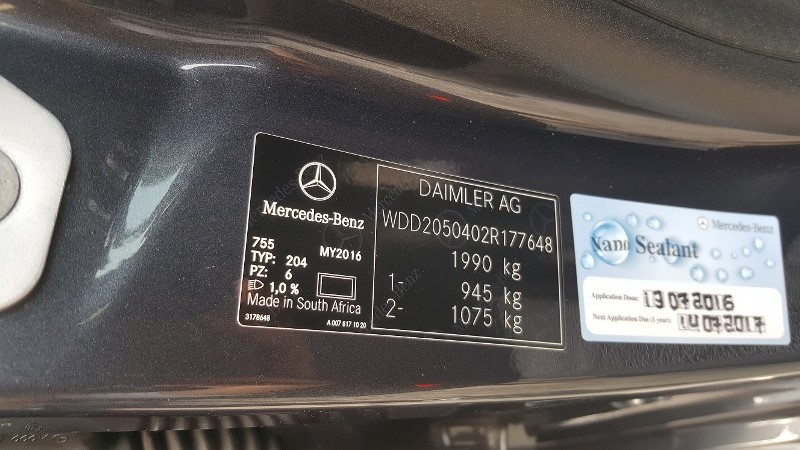 Mercedes-Benz
755
MY2016
TYP: 204
PZ: 6
1,0 %
Made in South Africa
3178648
A 007 817 10 20
DAIMLER AG
WDD2050402R177648
1990 kg
1- 945 kg
2- 1075 kg
Mercedes-Benz
Nano Sealant
Application Done: 13 07 2016
Next Application Due (1 year): 14 07 2017